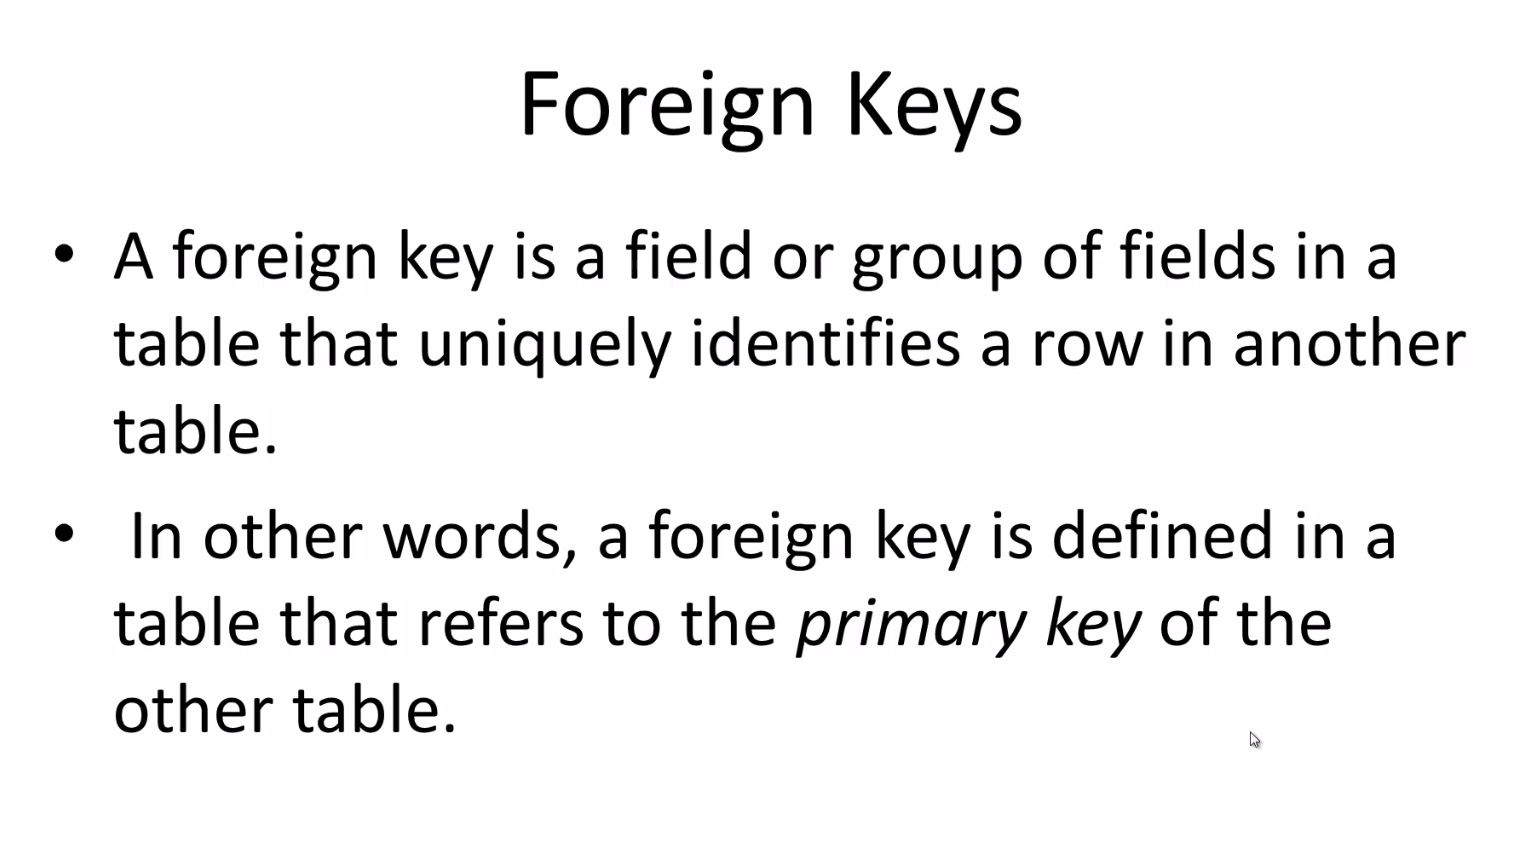 Foreign Keys
• A foreign key is a field or group of fields in a
table that uniquely identifies a row in another
table.
• In other words, a foreign key is defined in a
table that refers to the primary key of the
other table.